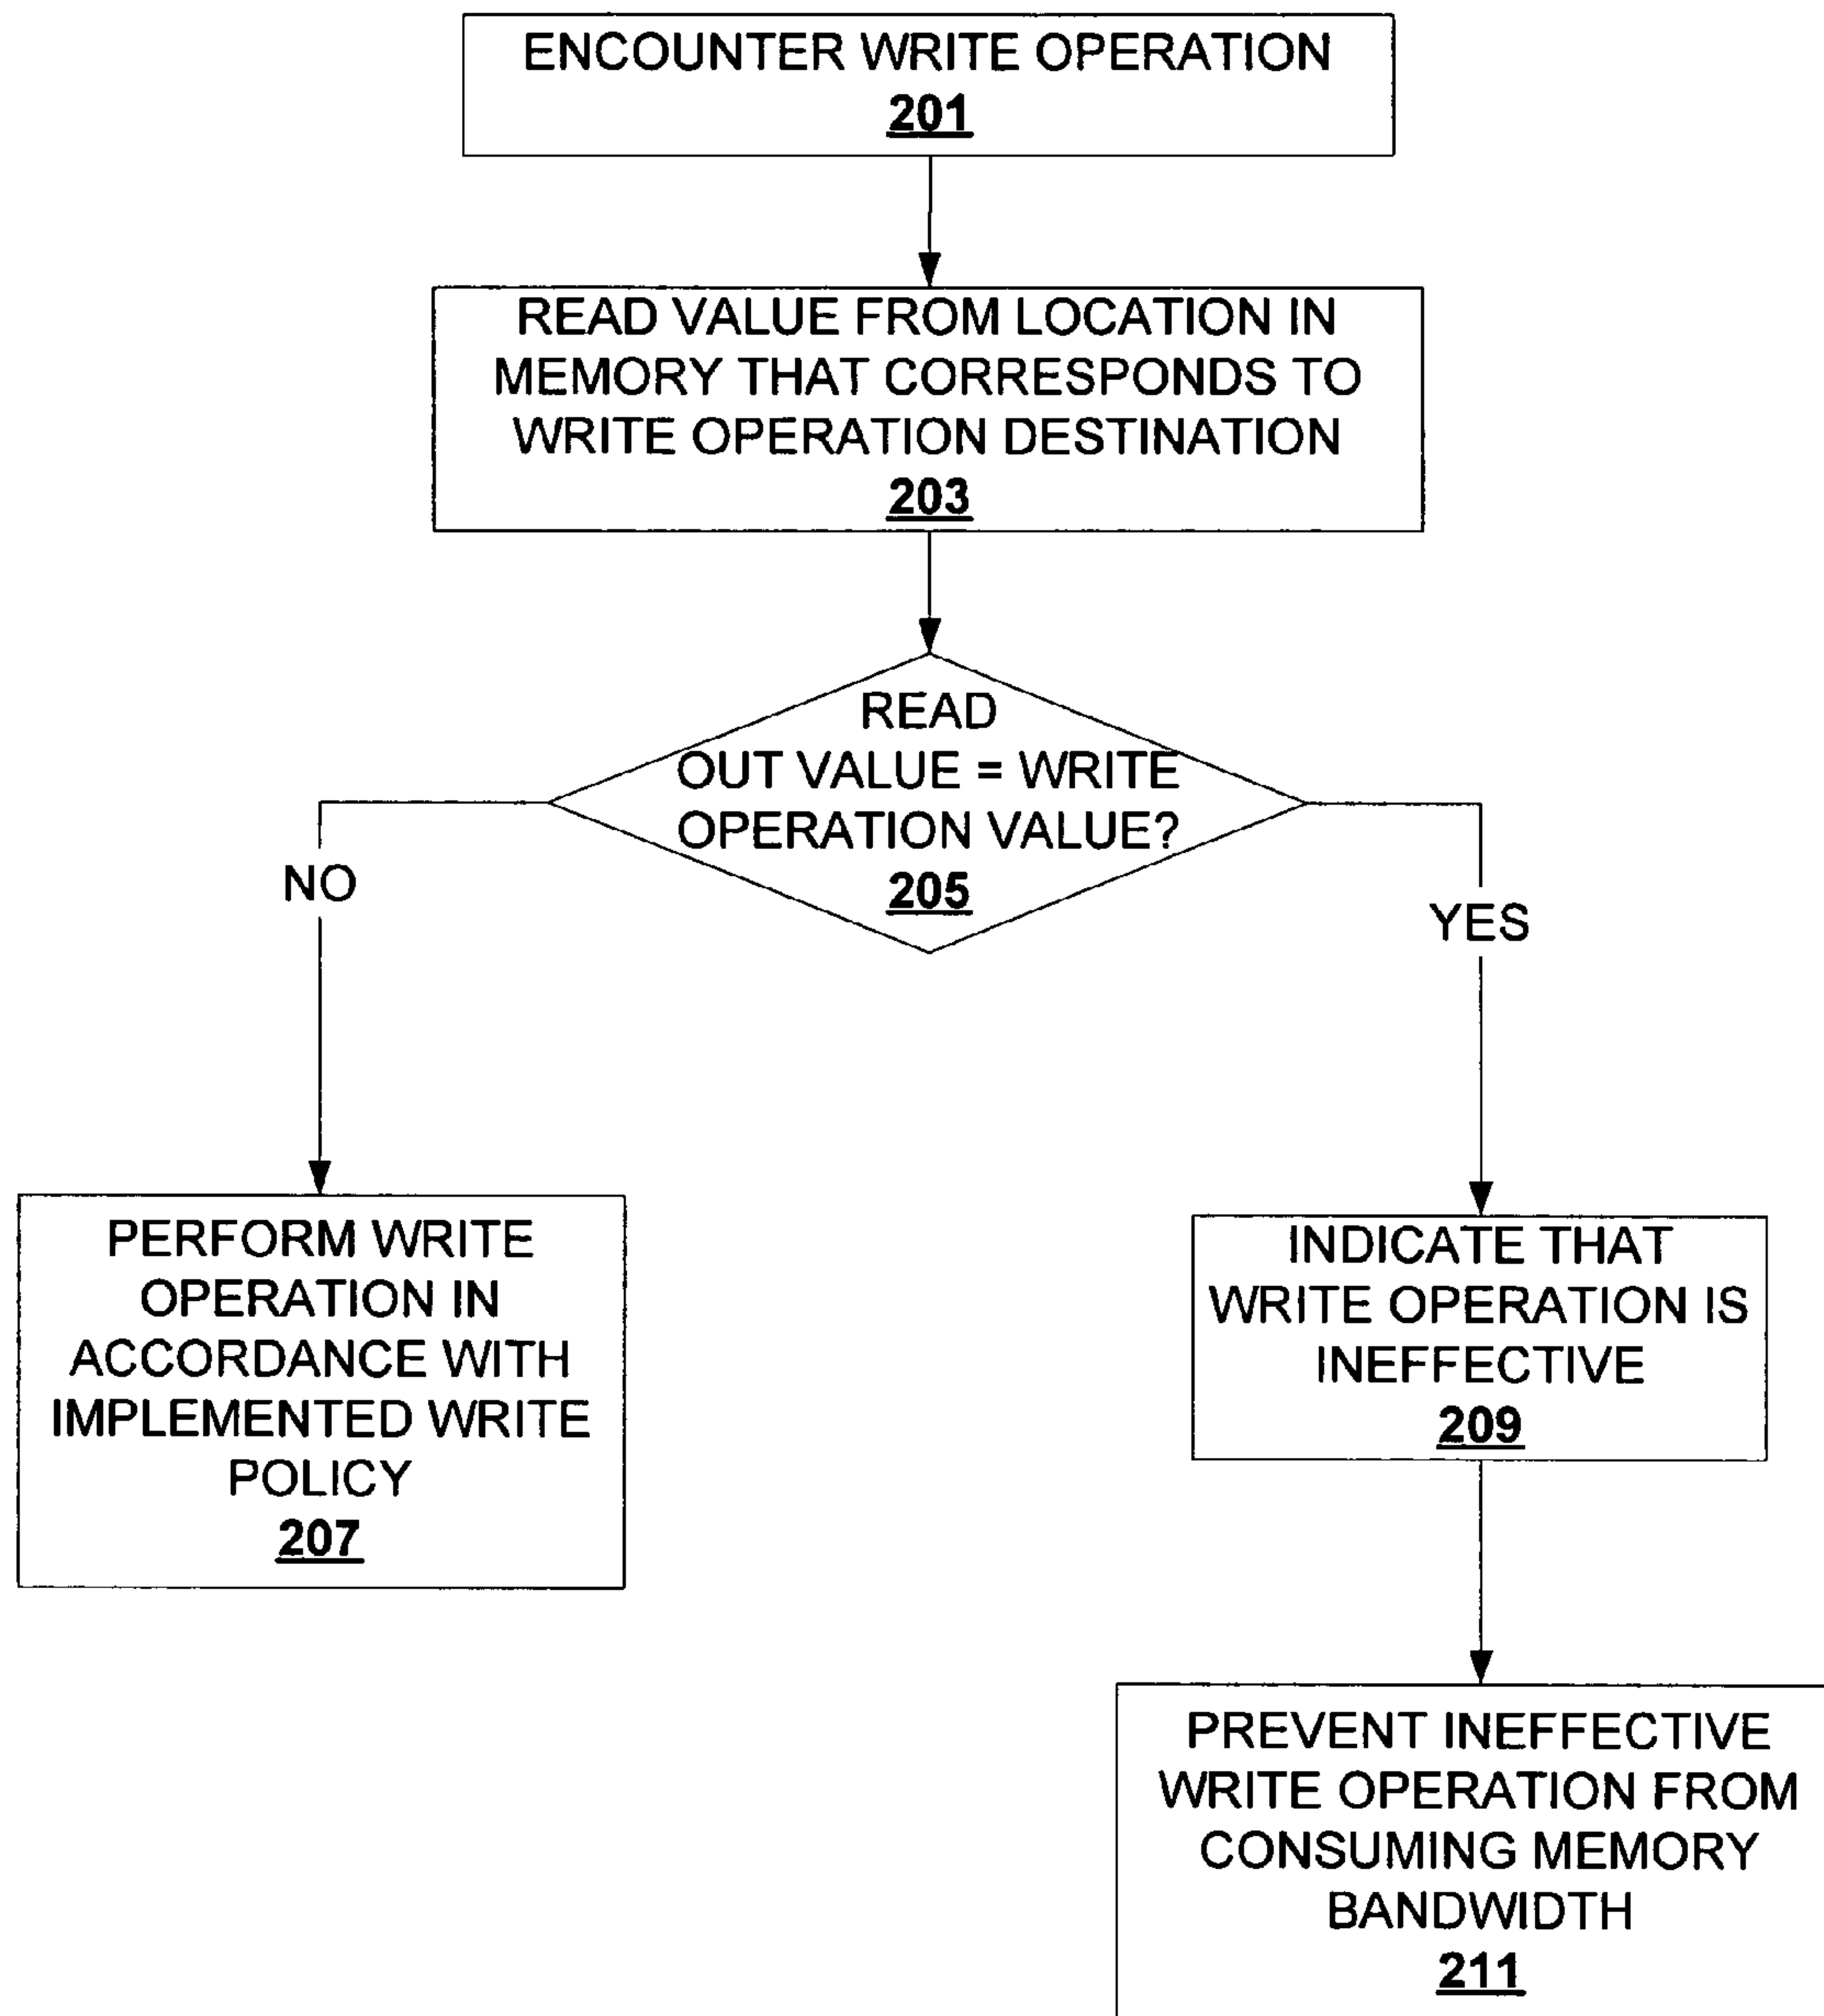 ENCOUNTER WRITE OPERATION
201
READ VALUE FROM LOCATION IN
MEMORY THAT CORRESPONDS TO
WRITE OPERATION DESTINATION
203
READ
OUT VALUE = WRITE
OPERATION VALUE?
205
NO
YES
PERFORM WRITE
OPERATION IN
ACCORDANCE WITH
IMPLEMENTED WRITE
POLICY
207
INDICATE THAT
WRITE OPERATION IS
INEFFECTIVE
209
PREVENT INEFFECTIVE
WRITE OPERATION FROM
CONSUMING MEMORY
BANDWIDTH
211